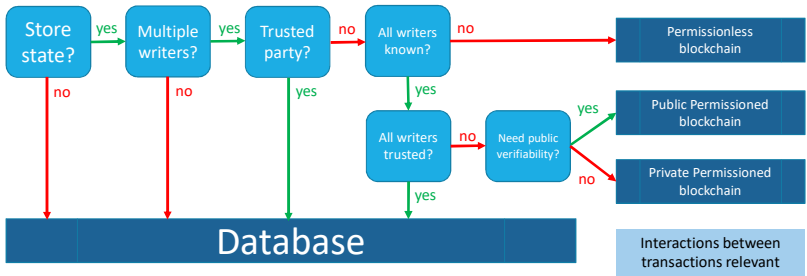 Store
state?
yes
Multiple
writers?
yes
Trusted
party?
no
All writers
known?
no
Permissionless
blockchain
no
no
yes
yes
All writers
trusted?
no
Need public
verifiability?
yes
Public Permissioned
blockchain
no
Private Permissioned
blockchain
yes
Database
Interactions between
transactions relevant